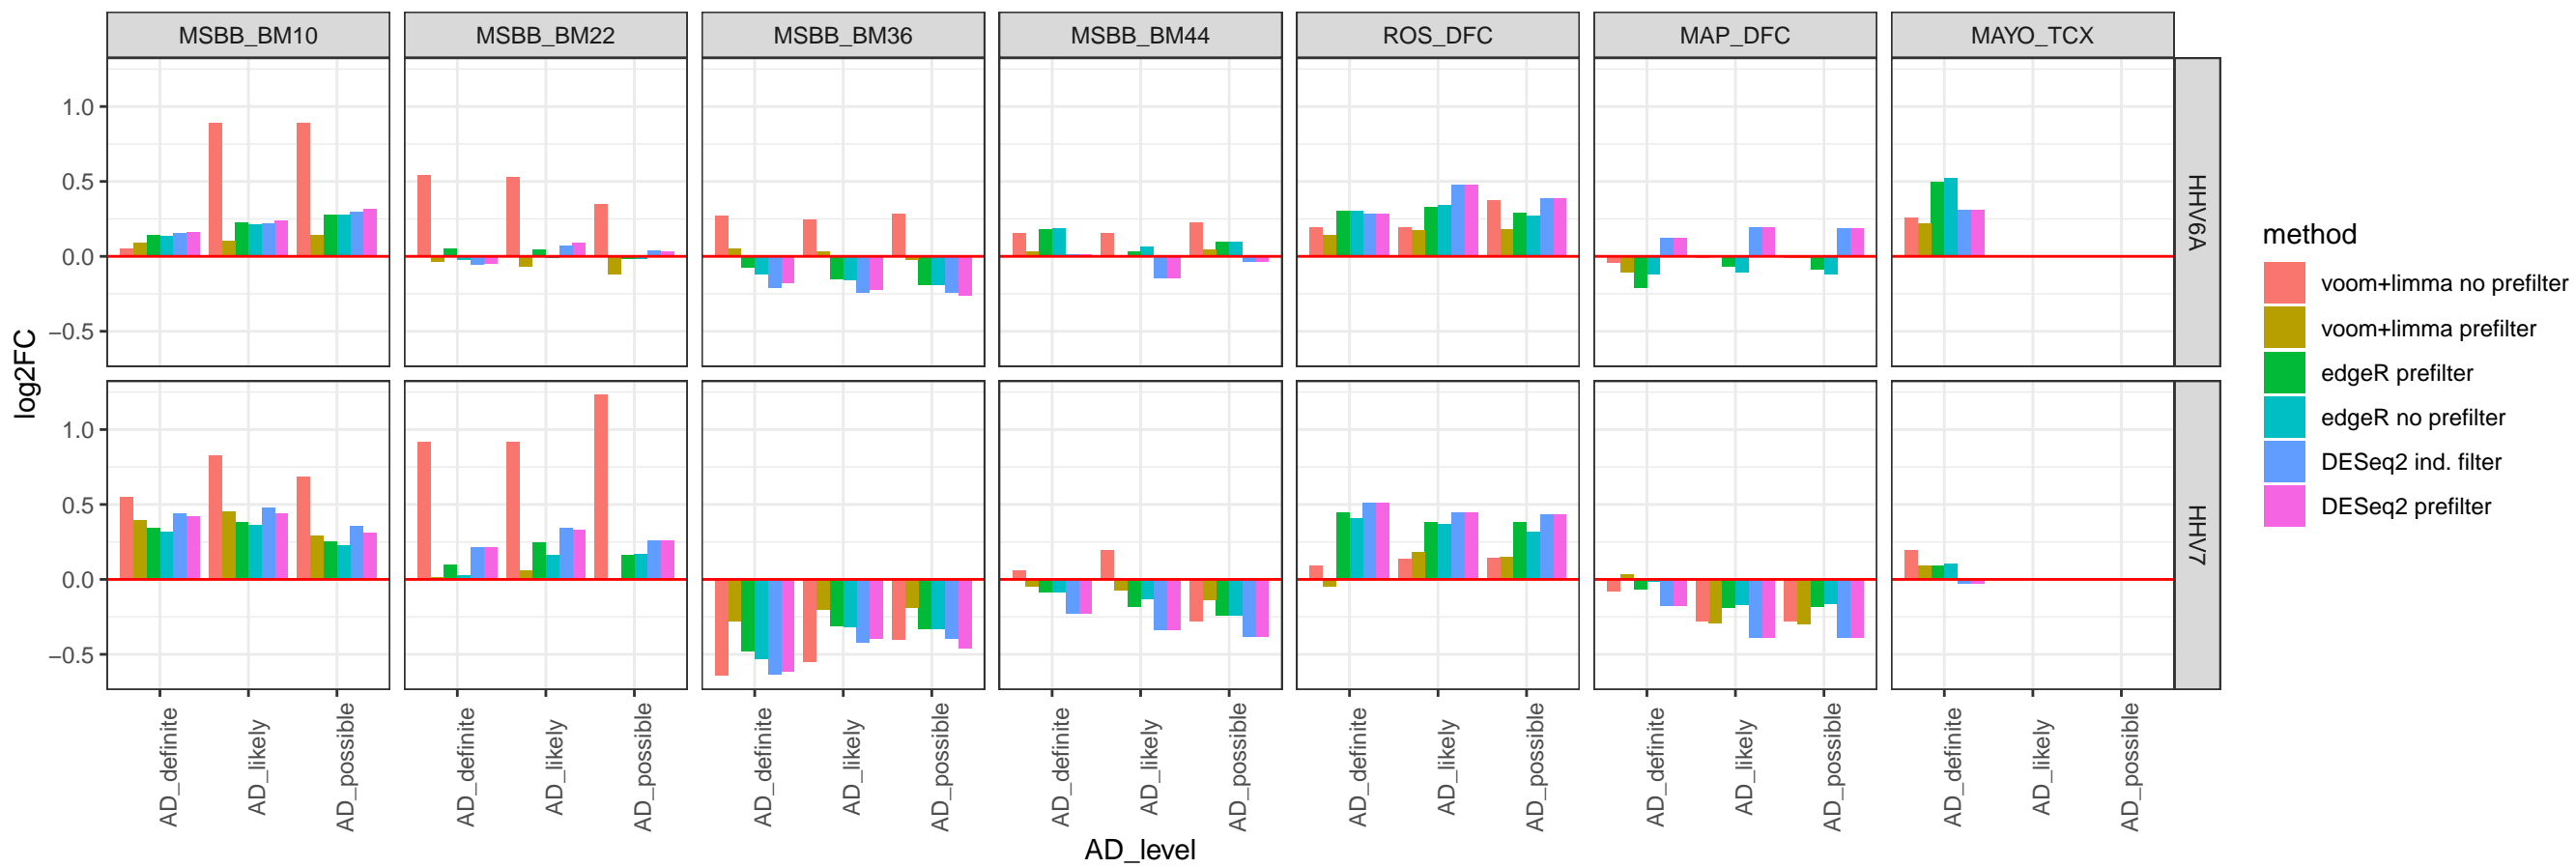 MSBB_BM10 MSBB_BM22 MSBB_BM36 MSBB_BM44 ROS_DFC MAP_DFC MAYO_TCX
1.0
0.5
0.0
−0.5
HHV6A
1.0
0.5
0.0
−0.5
HHV7
log2FC
AD_definite AD_likely AD_possible AD_definite AD_likely AD_possible AD_definite AD_likely AD_possible AD_definite AD_likely AD_possible AD_definite AD_likely AD_possible AD_definite AD_likely AD_possible AD_definite AD_likely AD_possible
AD_level
method
voom+limma no prefilter
voom+limma prefilter
edgeR prefilter
edgeR no prefilter
DESeq2 ind. filter
DESeq2 prefilter